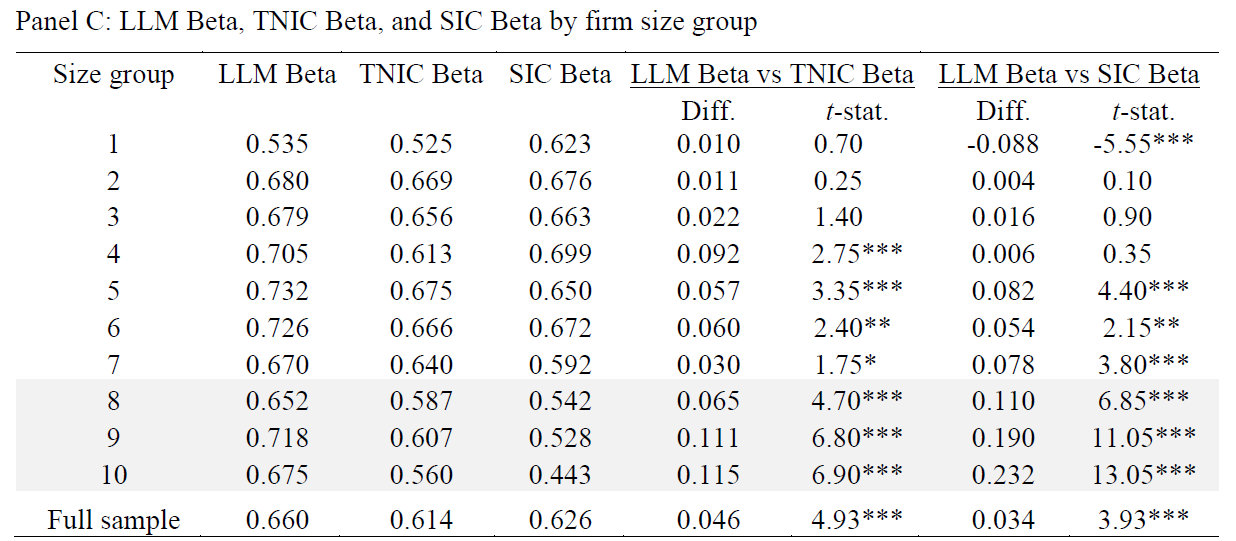 Panel C: LLM Beta, TNIC Beta, and SIC Beta by firm size group
Size group LLM Beta TNIC Beta SIC Beta LLM Beta vs TNIC Beta LLM Beta vs SIC Beta
Diff. t-stat. Diff. t-stat.
1 0.535 0.525 0.623 0.010 0.70 -0.088 -5.55***
2 0.680 0.669 0.676 0.011 0.25 0.004 0.10
3 0.679 0.656 0.663 0.022 1.40 0.016 0.90
4 0.705 0.613 0.699 0.092 2.75*** 0.006 0.35
5 0.732 0.675 0.650 0.057 3.35*** 0.082 4.40***
6 0.726 0.666 0.672 0.060 2.40** 0.054 2.15**
7 0.670 0.640 0.592 0.030 1.75* 0.078 3.80***
8 0.652 0.587 0.542 0.065 4.70*** 0.110 6.85***
9 0.718 0.607 0.528 0.111 6.80*** 0.190 11.05***
10 0.675 0.560 0.443 0.115 6.90*** 0.232 13.05***
Full sample 0.660 0.614 0.626 0.046 4.93*** 0.034 3.93***